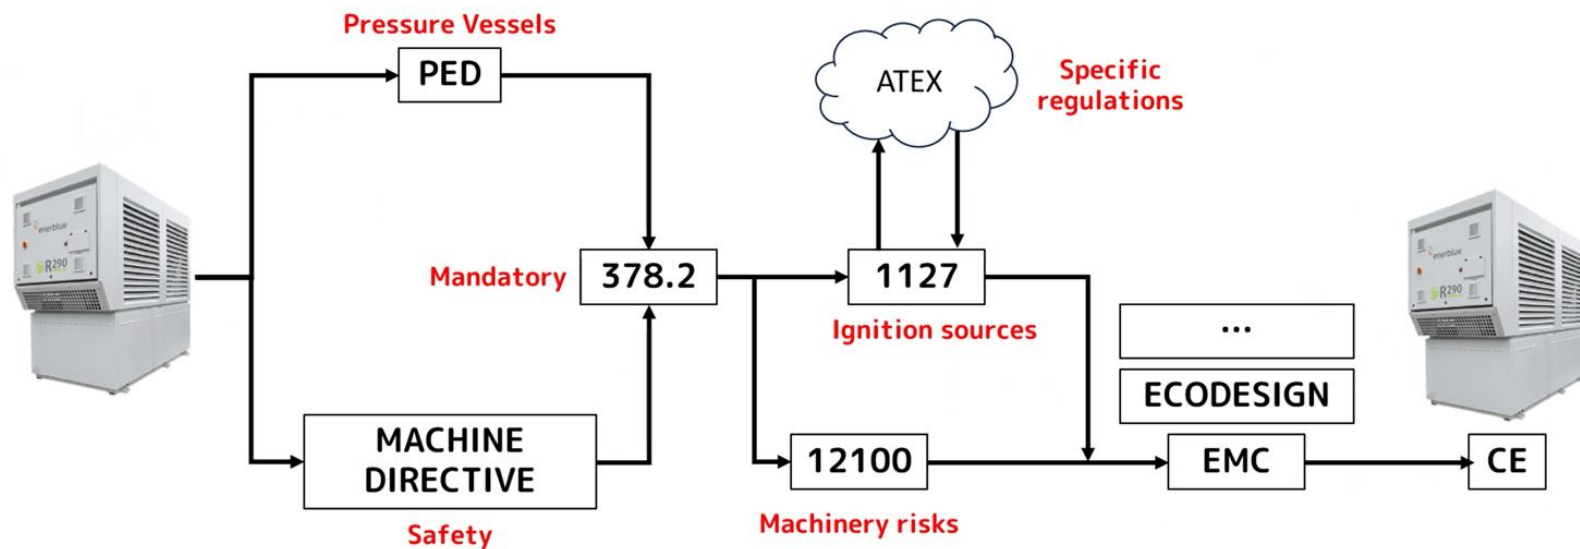 Pressure Vessels
PED
ATEX
Specific
regulations
enerblue
R290
Mandatory
378.2
1127
Ignition sources
...
ECODESIGN
MACHINE
DIRECTIVE
Safety
12100
Machinery risks
EMC
CE
enerblue
R290